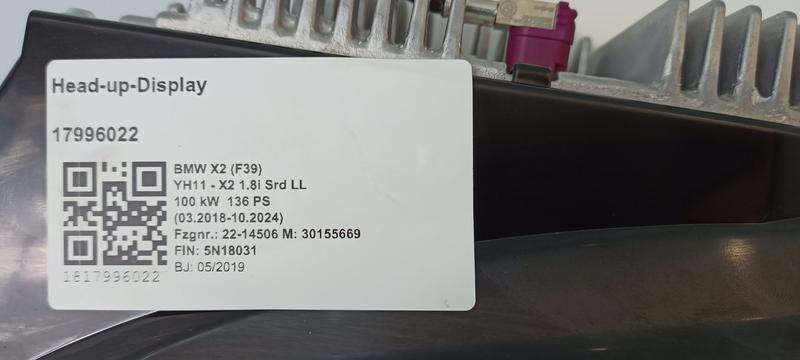 Head-up-Display
17996022
BMW X2 (F39)
YH11 - X2 1.8i Srd LL
100 kW 136 PS
(03.2018-10.2024)
Fzgnr.: 22-14506 M: 30155669
FIN: 5N18031
BJ: 05/2019
1817996022